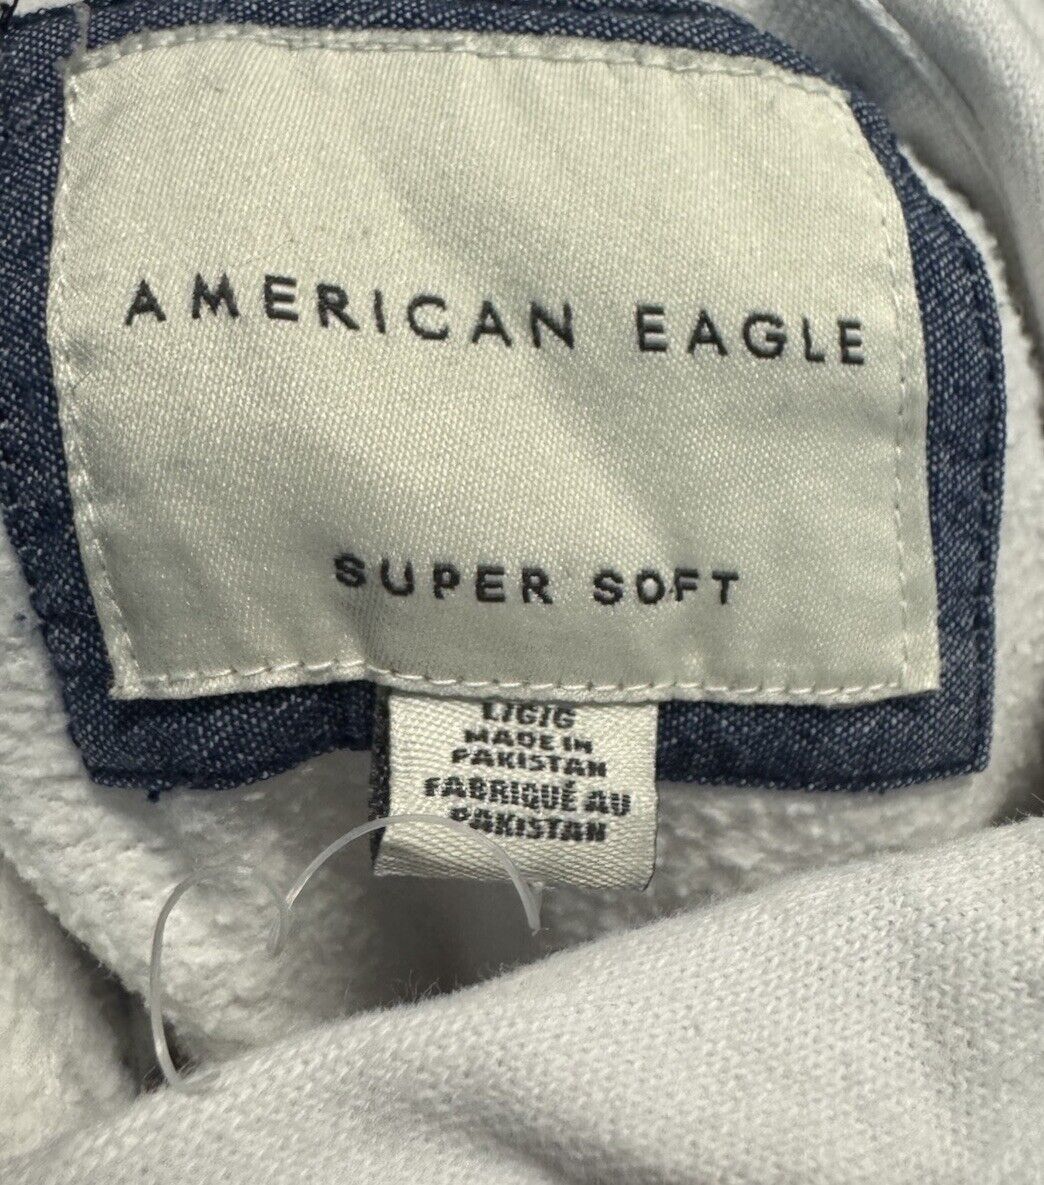 AMERICAN EAGLE
SUPER SOFT
L/G/G
MADE IN
PAKISTAN
FABRIQUÉ AU
PAKISTAN